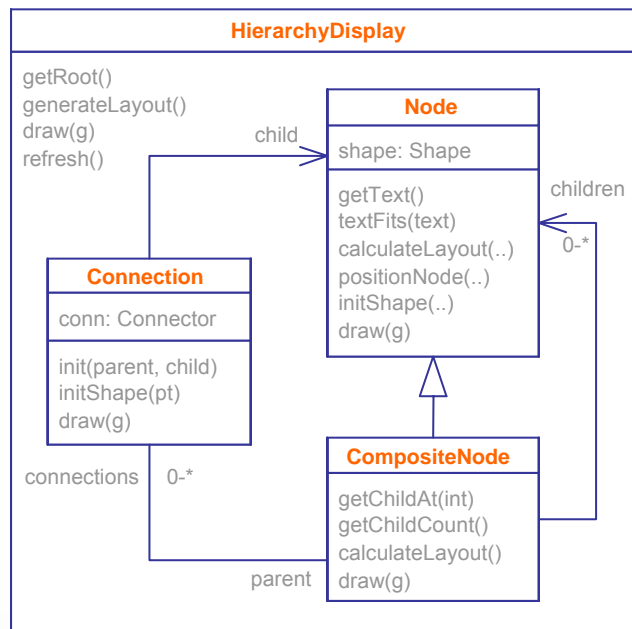 HierarchyDisplay
getRoot()
generateLayout()
draw(g)
refresh()
child
Node
shape: Shape
getText()
textFits(text)
calculateLayout(..)
positionNode(..)
initShape(..)
draw(g)
children
0-*
Connection
conn: Connector
init(parent, child)
initShape(pt)
draw(g)
connections
0-*
parent
CompositeNode
getChildAt(int)
getChildCount()
calculateLayout()
draw(g)